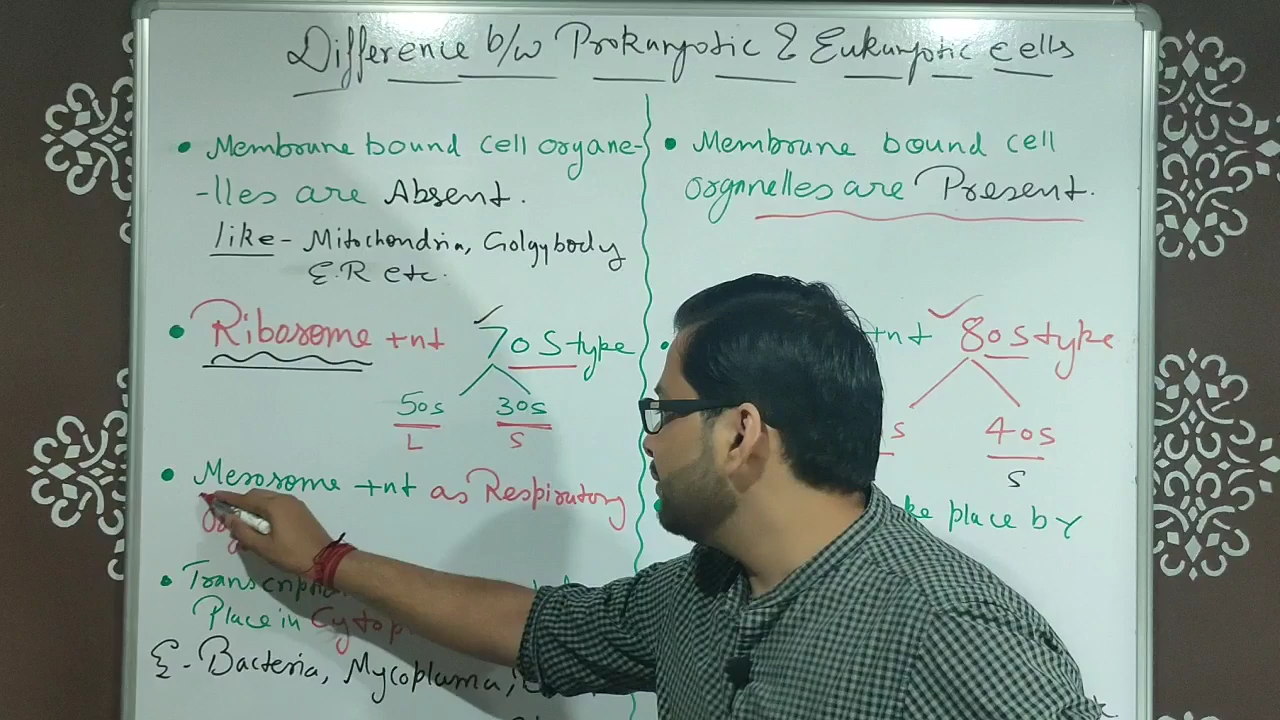 Difference b/w Prokaryotic & Eukaryotic cells
• Membrane bound cell organe-
-lles are Absent.
like - Mitochondria, Golgybody
E.R etc.
• Ribosome +nt 70S type
50s 30s
L S
• Mesosome +nt as Respiratory
• Transcription
Place in
E- Bacteria, Mycoplasma,
• Membrane bound cell
organelles are Present.
+nt 80s type
s 40s
S
place by